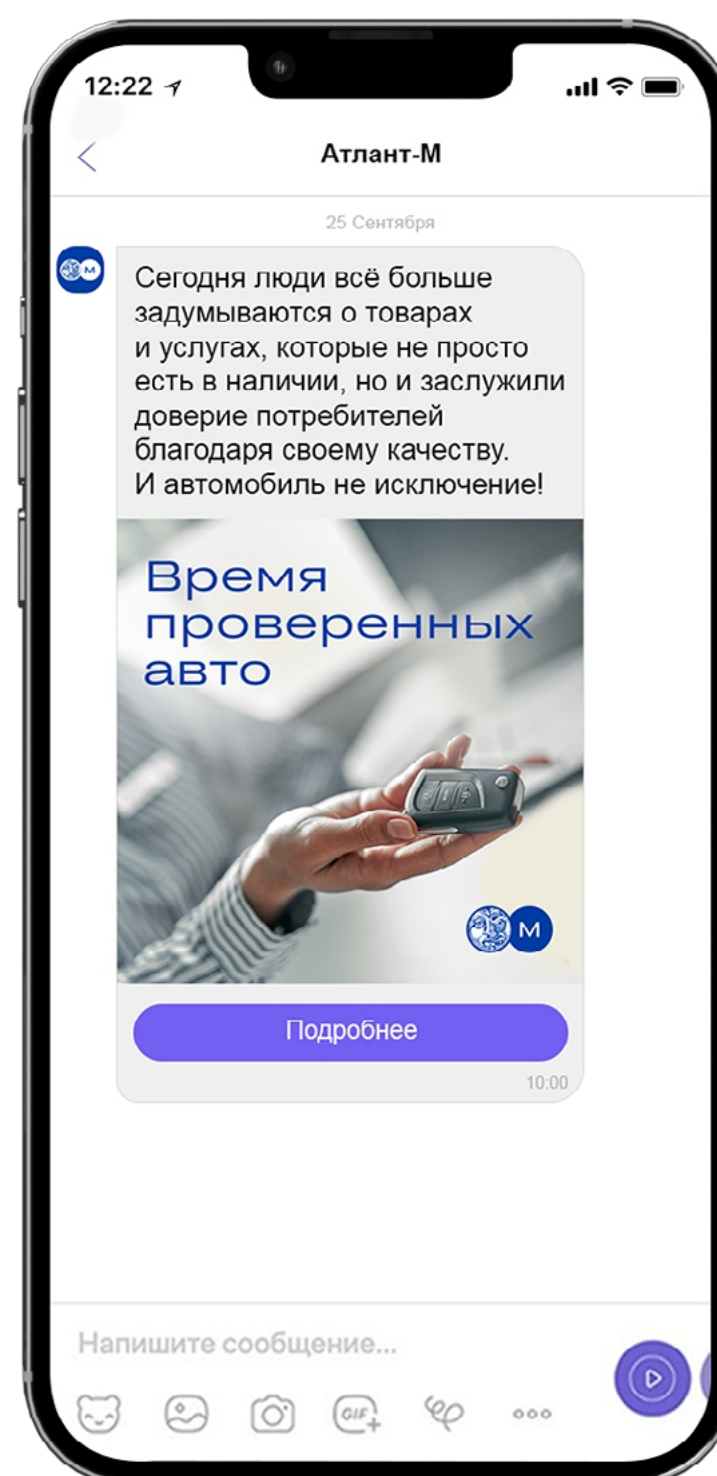 12:22
Атлант-М
25 Сентября
М
Сегодня люди всё больше
задумываются о товарах
и услугах, которые не просто
есть в наличии, но и заслужили
доверие потребителей
благодаря своему качеству.
И автомобиль не исключение!
Время
проверенных
авто
М
Подробнее
10:00
Напишите сообщение...
GIF